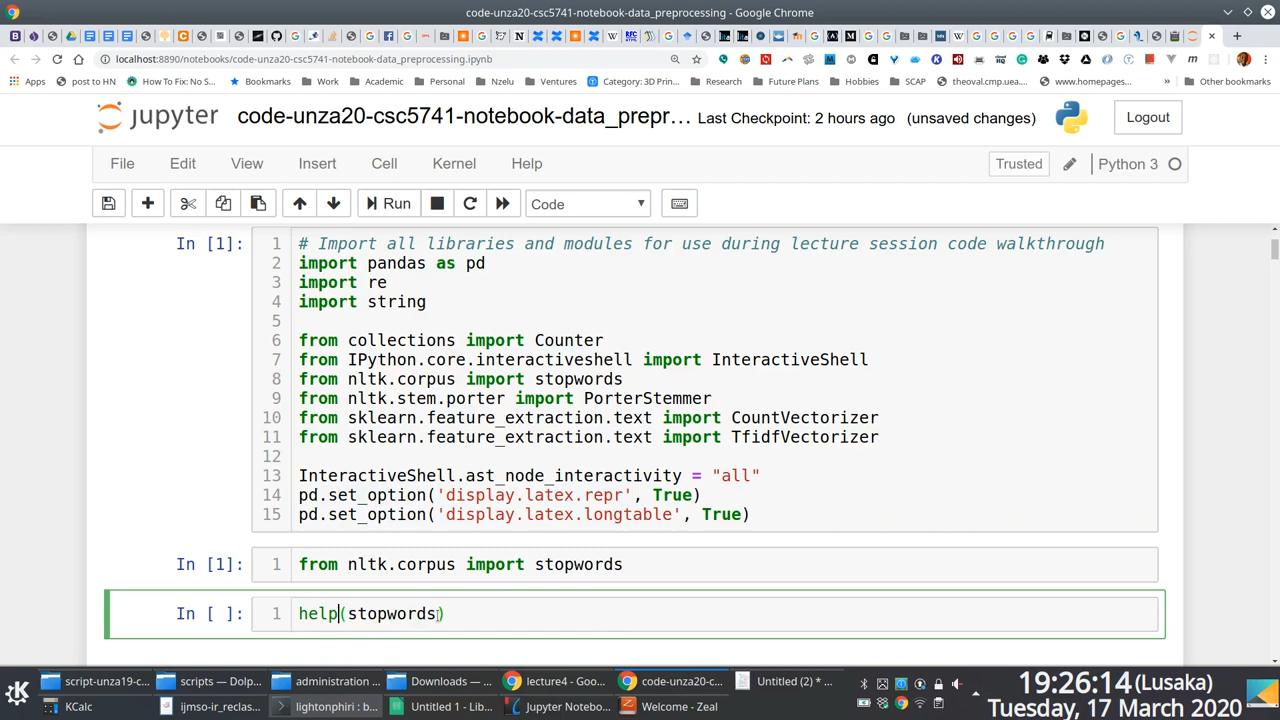 code-unza20-csc5741-notebook-data_preprocessing - Google Chrome
localhost:8890/notebooks/code-unza20-csc5741-notebook-data_preprocessing.ipynb
Apps post to HN How To Fix: No S... Bookmarks Work Academic Personal Nzelu Ventures Category: 3D Print... Research Future Plans Hobbies SCAP theoval.cmp.uea... www.homepages... Other bookmarks
jupyter code-unza20-csc5741-notebook-data_prepr... Last Checkpoint: 2 hours ago (unsaved changes) Logout
File Edit View Insert Cell Kernel Help Trusted Python 3
Run Code
In [1]: 1 # Import all libraries and modules for use during lecture session code walkthrough
2 import pandas as pd
3 import re
4 import string
5
6 from collections import Counter
7 from IPython.core.interactiveshell import InteractiveShell
8 from nltk.corpus import stopwords
9 from nltk.stem.porter import PorterStemmer
10 from sklearn.feature_extraction.text import CountVectorizer
11 from sklearn.feature_extraction.text import TfidfVectorizer
12
13 InteractiveShell.ast_node_interactivity = "all"
14 pd.set_option('display.latex.repr', True)
15 pd.set_option('display.latex.longtable', True)
In [1]: 1 from nltk.corpus import stopwords
In [ ]: 1 help(stopwords)
script-unza19-c... scripts — Dolp... administration ... Downloads — ... lecture4 - Goo... code-unza20-c... Untitled (2) * ...
KCalc ijmso-ir_reclas... lightonphiri : b... Untitled 1 - Lib... Jupyter Notebo... Welcome - Zeal
19:26:14 (Lusaka)
Tuesday, 17 March 2020